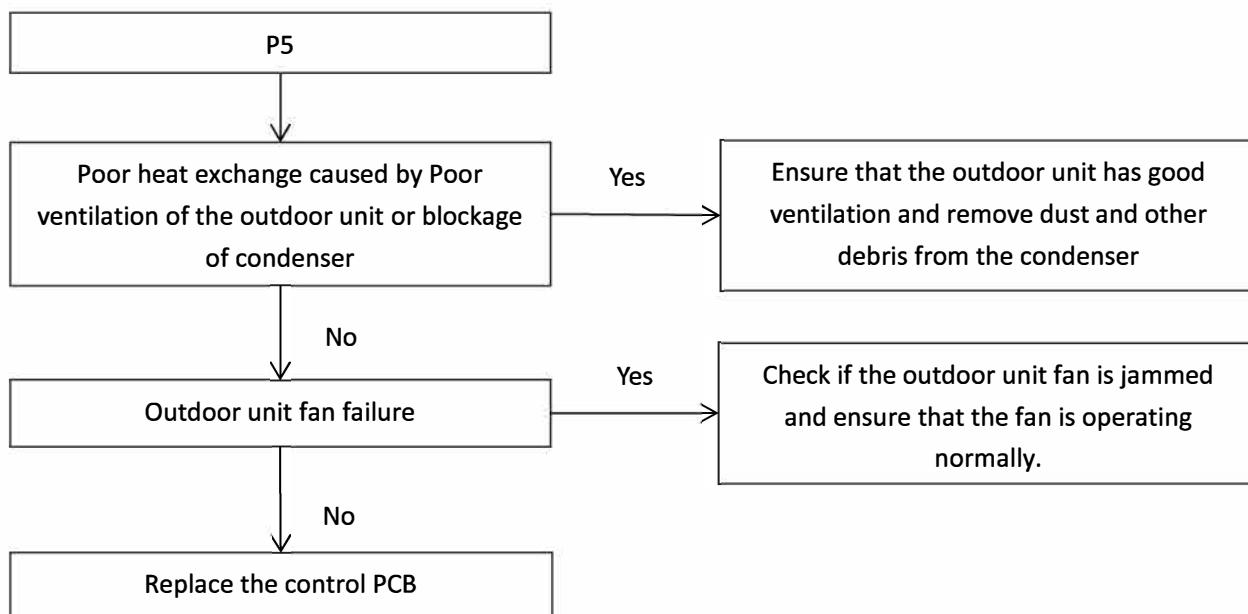 P5
Poor heat exchange caused by Poor
ventilation of the outdoor unit or blockage
of condenser
Yes
Ensure that the outdoor unit has good
ventilation and remove dust and other
debris from the condenser
No
Outdoor unit fan failure
Yes
Check if the outdoor unit fan is jammed
and ensure that the fan is operating
normally.
No
Replace the control PCB